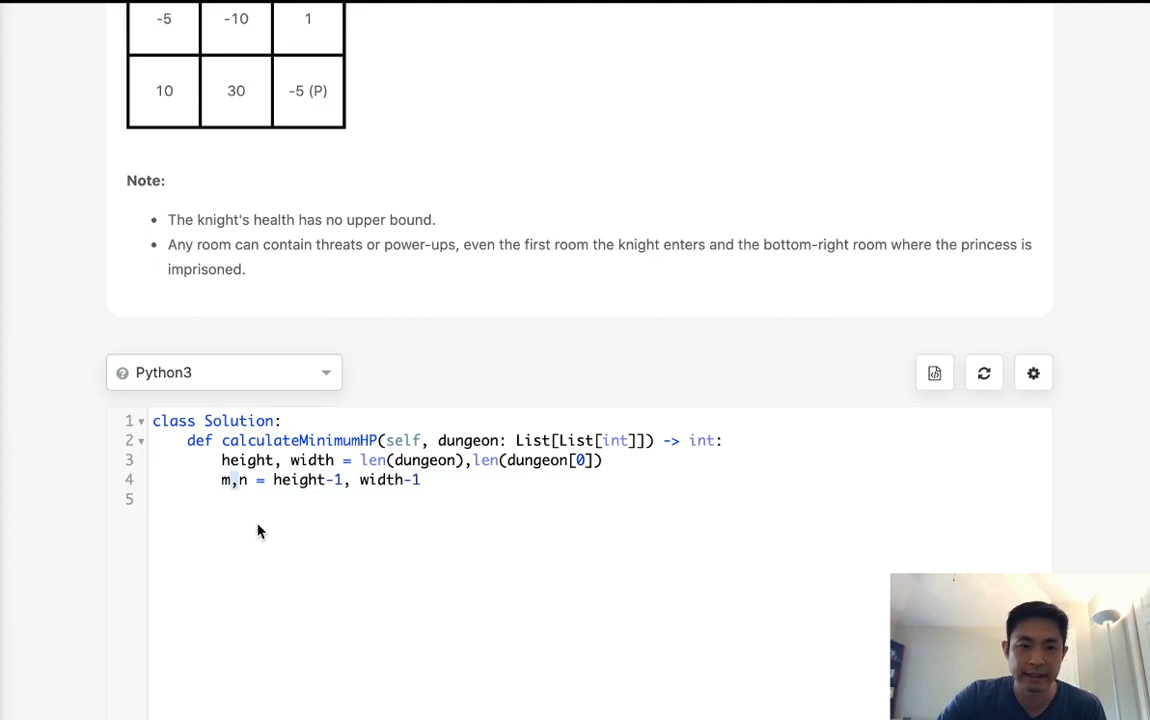 -5 -10 1
10 30 -5 (P)
Note:
The knight's health has no upper bound.
Any room can contain threats or power-ups, even the first room the knight enters and the bottom-right room where the princess is
imprisoned.
Python3
1 class Solution:
2 def calculateMinimumHP(self, dungeon: List[List[int]]) -> int:
3 height, width = len(dungeon),len(dungeon[0])
4 m,n = height-1, width-1
5